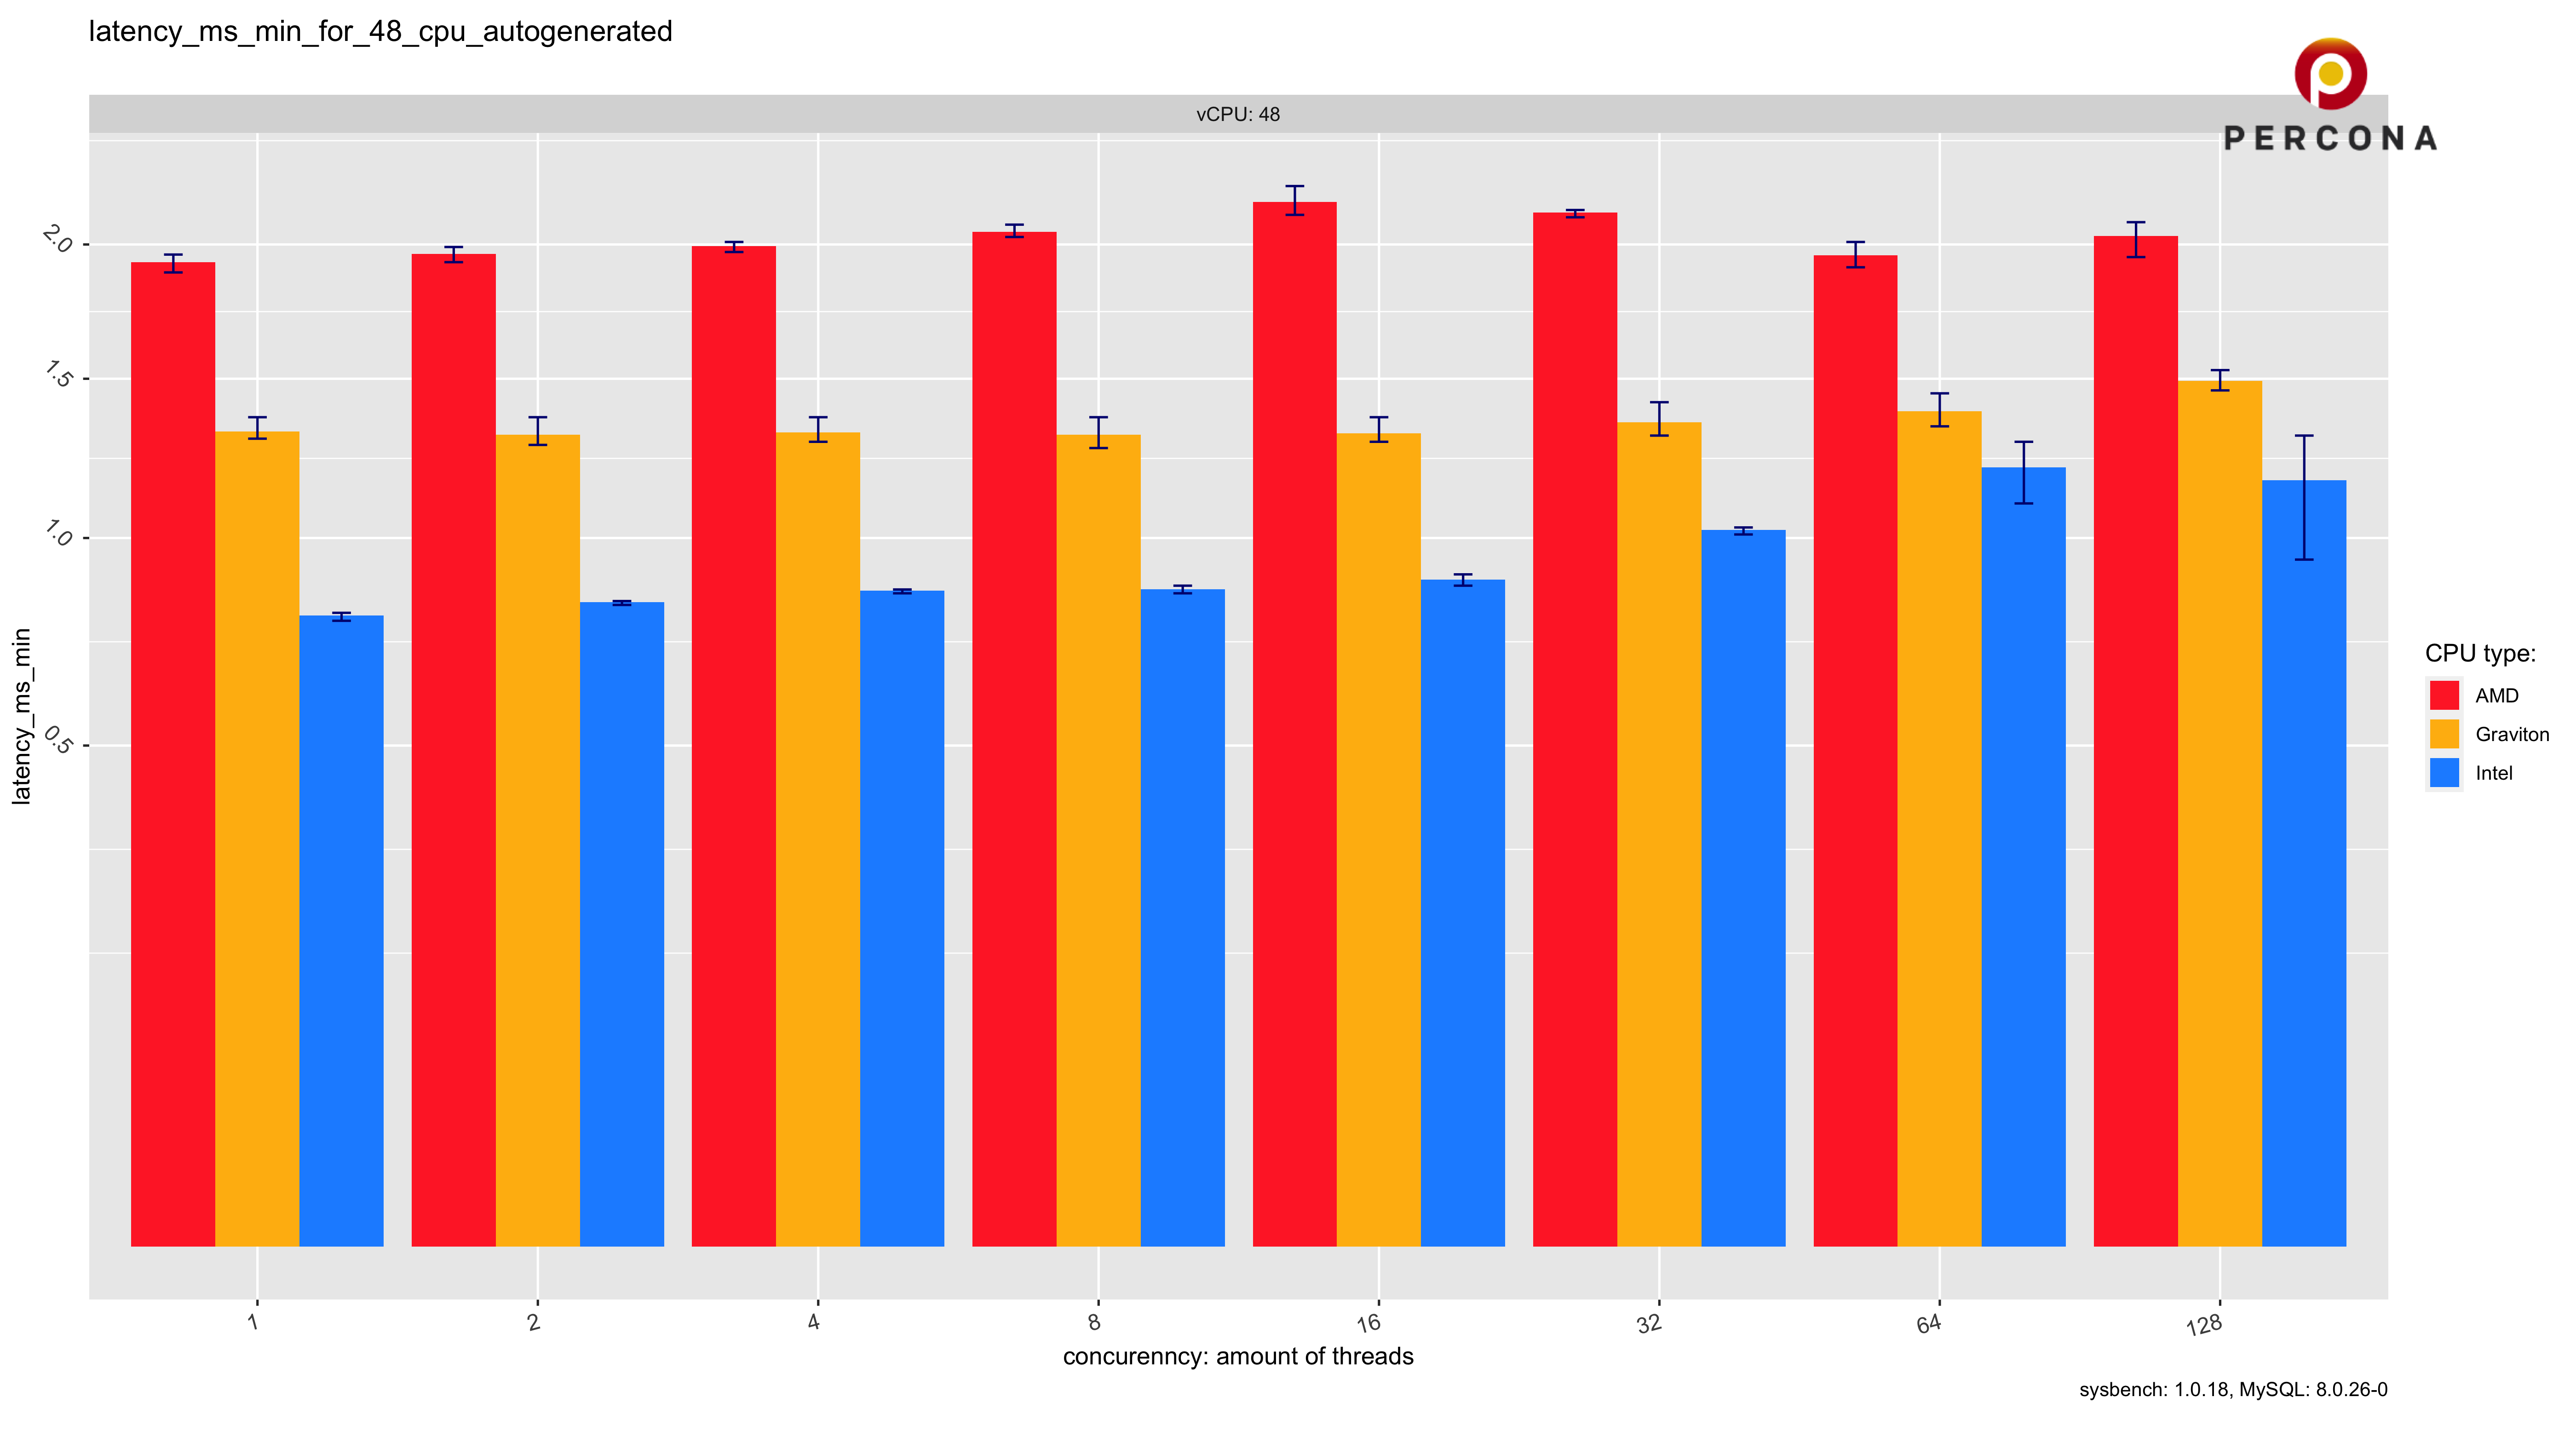 latency_ms_min_for_48_cpu_autogenerated
PERCONA
vCPU: 48
2.0
1.5
1.0
0.5
latency_ms_min
CPU type:
AMD
Graviton
Intel
1
2
4
8
16
32
64
128
concurenncy: amount of threads
sysbench: 1.0.18, MySQL: 8.0.26-0